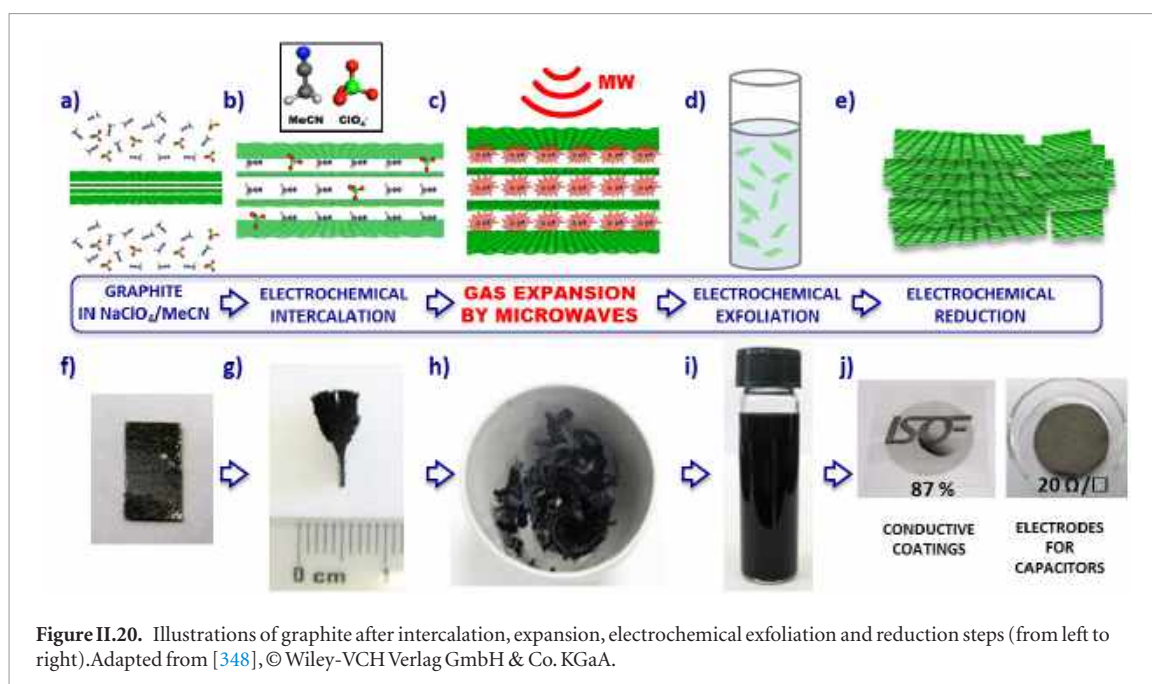 a)
b)
MeCN
ClO₄⁻
c)
MW
d)
e)
GRAPHITE
IN NaClO₄/MeCN
ELECTROCHEMICAL
INTERCALATION
GAS EXPANSION
BY MICROWAVES
ELECTROCHEMICAL
EXFOLIATION
ELECTROCHEMICAL
REDUCTION
f)
g)
0 cm 1
h)
i)
j)
ISOF
87 %
20 Ω/□
CONDUCTIVE
COATINGS
ELECTRODES
FOR
CAPACITORS
Figure II.20. Illustrations of graphite after intercalation, expansion, electrochemical exfoliation and reduction steps (from left to
right).Adapted from [348], © Wiley-VCH Verlag GmbH & Co. KGaA.